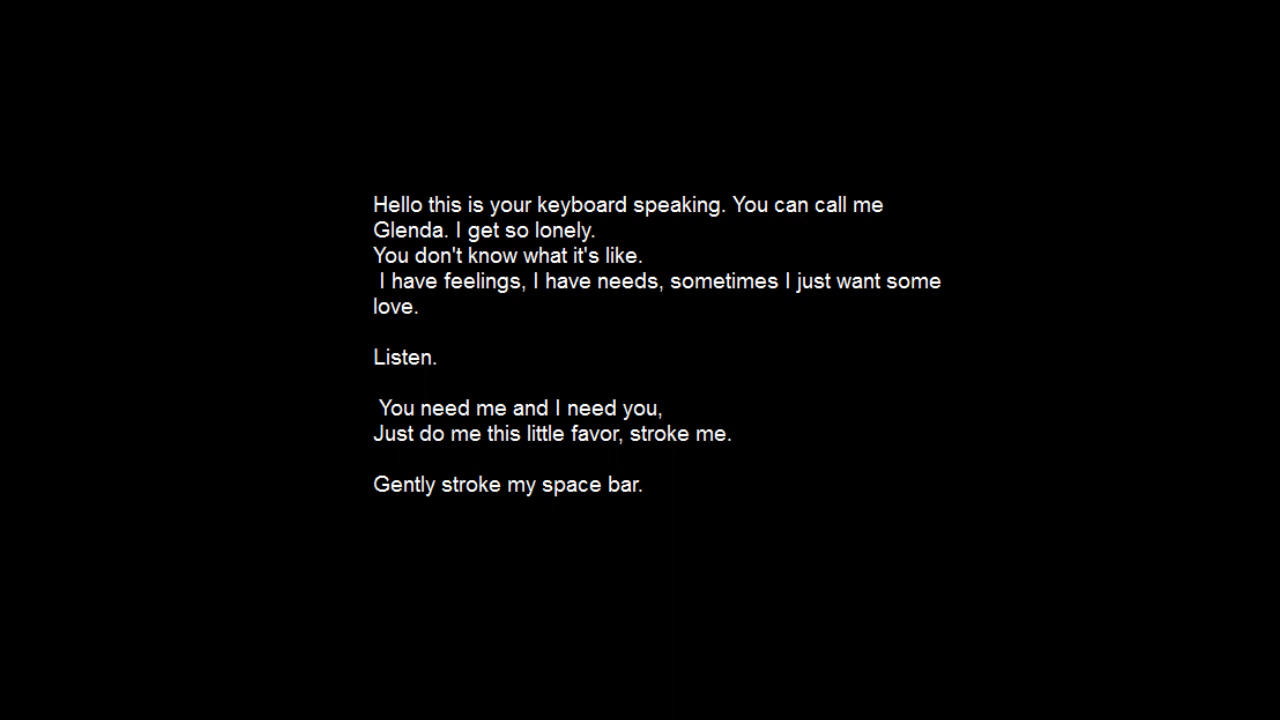 Hello this is your keyboard speaking. You can call me
Glenda. I get so lonely.
You don't know what it's like.
I have feelings, I have needs, sometimes I just want some
love.
Listen.
You need me and I need you,
Just do me this little favor, stroke me.
Gently stroke my space bar.